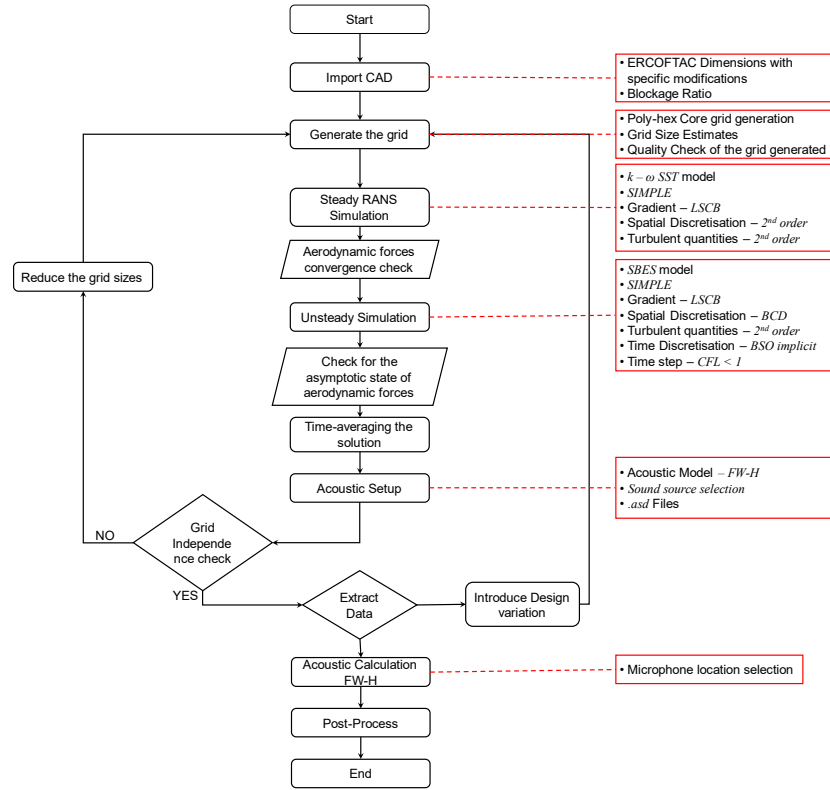 Start
Import CAD
• ERCOFTAC Dimensions with
specific modifications
• Blockage Ratio
Generate the grid
• Poly-hex Core grid generation
• Grid Size Estimates
• Quality Check of the grid generated
Steady RANS
Simulation
• k – ω SST model
• SIMPLE
• Gradient – LSCB
• Spatial Discretisation – 2nd order
• Turbulent quantities – 2nd order
Aerodynamic forces
convergence check
Reduce the grid sizes
Unsteady Simulation
• SBES model
• SIMPLE
• Gradient – LSCB
• Spatial Discretisation – BCD
• Turbulent quantities – 2nd order
• Time Discretisation – BSO implicit
• Time step – CFL < 1
Check for the
asymptotic state of
aerodynamic forces
Time-averaging the
solution
Acoustic Setup
• Acoustic Model – FW-H
• Sound source selection
• .asd Files
Grid
Independe
nce check
NO
YES
Extract
Data
Introduce Design
variation
Acoustic Calculation
FW-H
• Microphone location selection
Post-Process
End